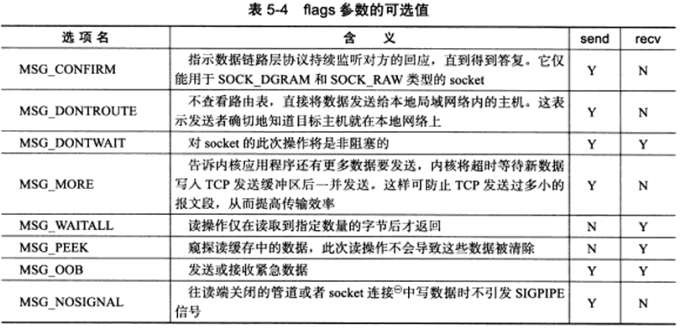 表 5-4 flags 参数的可选值
选 项 名 含 义 send recv
MSG_CONFIRM 指示数据链路层协议持续监听对方的回应，直到得到答复。它仅
能用于 SOCK_DGRAM 和 SOCK_RAW 类型的 socket Y N
MSG_DONTROUTE 不查看路由表，直接将数据发送给本地局域网络内的主机。这表
示发送者确切地知道目标主机就在本地网络上 Y N
MSG_DONTWAIT 对 socket 的此次操作将是非阻塞的 Y Y
MSG_MORE 告诉内核应用程序还有更多数据要发送，内核将超时等待新数据
写入 TCP 发送缓冲区后一并发送。这样可防止 TCP 发送过多小的
报文段，从而提高传输效率 Y N
MSG_WAITALL 读操作仅在读取到指定数量的字节后才返回 N Y
MSG_PEEK 窥探读缓存中的数据，此次读操作不会导致这些数据被清除 N Y
MSG_OOB 发送或接收紧急数据 Y Y
MSG_NOSIGNAL 往读端关闭的管道或者 socket 连接㊀中写数据时不引发 SIGPIPE
信号 Y N